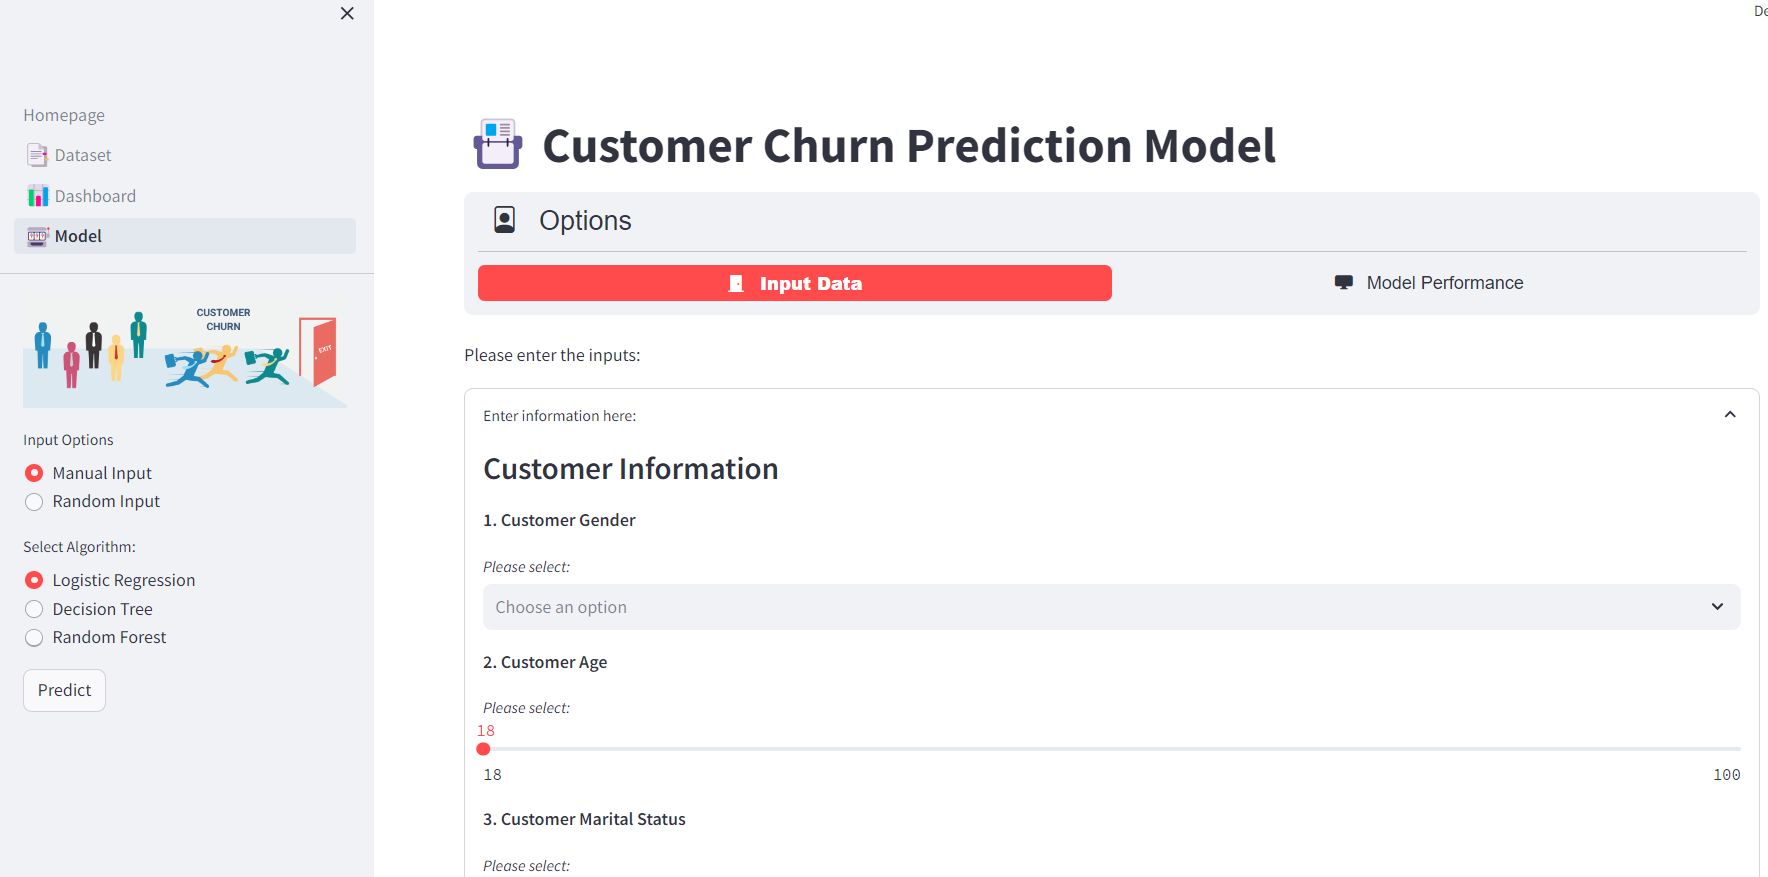 De
Homepage
Dataset
Dashboard
Model
CUSTOMER
CHURN
EXIT
Input Options
Manual Input
Random Input
Select Algorithm:
Logistic Regression
Decision Tree
Random Forest
Predict
Customer Churn Prediction Model
Options
Input Data
Model Performance
Please enter the inputs:
Enter information here:
Customer Information
1. Customer Gender
Please select:
Choose an option
2. Customer Age
Please select:
18
18
100
3. Customer Marital Status
Please select: